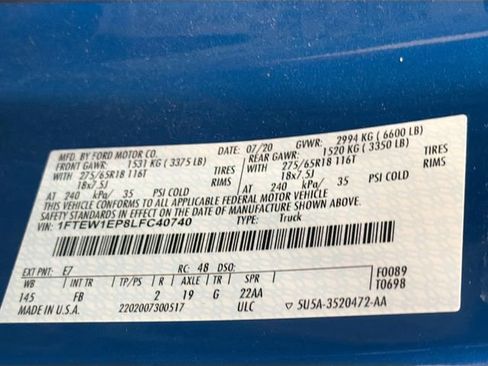 MFD. BY FORD MOTOR CO. DATE: 07/20 GVWR: 2994 KG ( 6600 LB)
FRONT GAWR: 1531 KG ( 3375 LB) REAR GAWR: 1520 KG ( 3350 LB)
WITH 275/65R18 116T TIRES WITH 275/65R18 116T TIRES
18x7.5J RIMS 18x7.5J RIMS
AT 240 kPa/ 35 PSI COLD AT 240 kPa/ 35 PSI COLD
THIS VEHICLE CONFORMS TO ALL APPLICABLE FEDERAL MOTOR VEHICLE
SAFETY STANDARDS IN EFFECT ON THE DATE OF MANUFACTURE SHOWN ABOVE.
VIN: 1FTEW1EP8LFC40740 TYPE: Truck
EXT PNT: E7 RC: 48 DSO: F0089
WB TP/PS R AXLE TR SPR T0698
145 FB 2 19 G 22AA
MADE IN U.S.A. 2202007300517 ULC 5U5A-3520472-AA